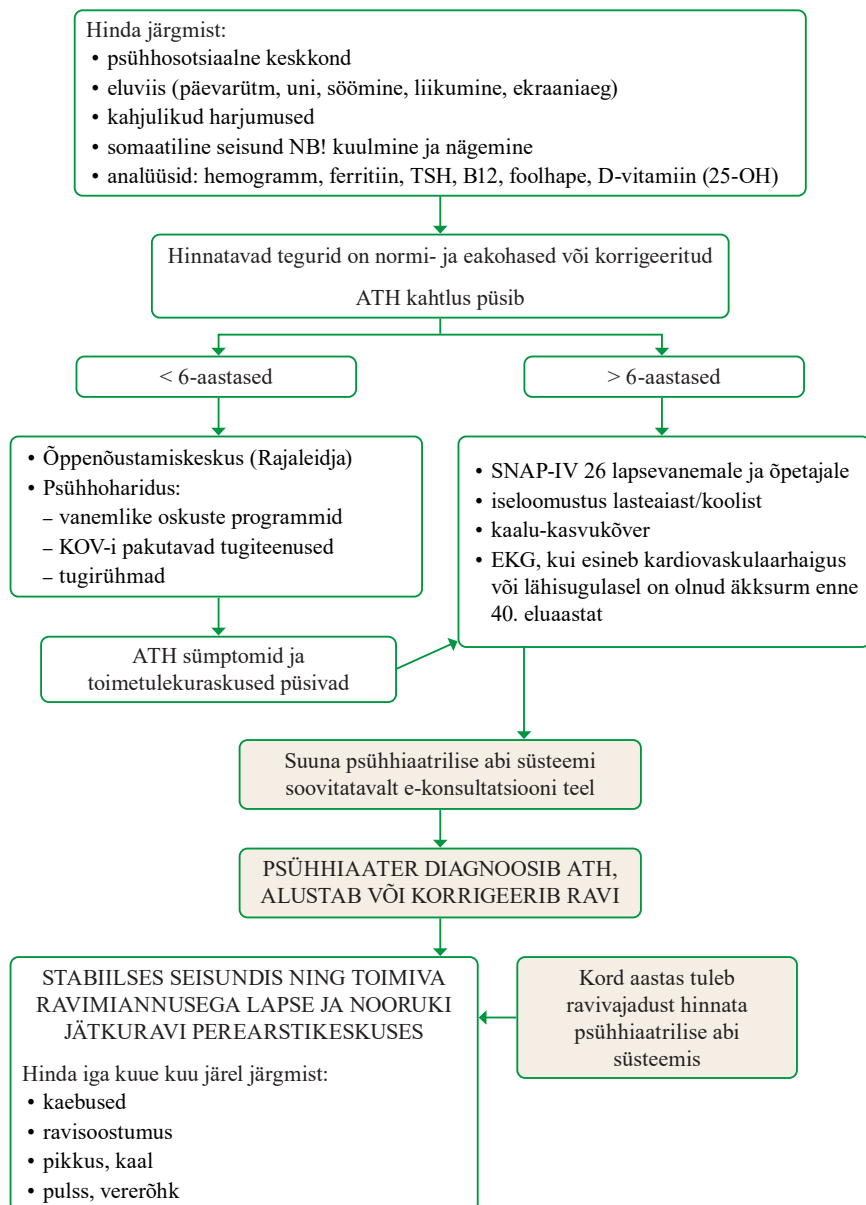 Hinda järgmist:
• psühhosotsiaalne keskkond
• eluviis (päevarütm, uni, söömine, liikumine, ekraaniaeg)
• kahjulikud harjumused
• somaatiline seisund NB! kuulmine ja nägemine
• analüüsid: hemogramm, ferritiin, TSH, B12, foolhape, D-vitamiin (25-OH)
Hinnatavad tegurid on normi- ja eakohased või korrigeeritud
ATH kahtlus püsib
< 6-aastased
> 6-aastased
• Õppenõustamiskeskus (Rajaleidja)
• Psühhoharidus:
– vanemlike oskuste programmid
– KOV-i pakutavad tugiteenused
– tugirühmad
• SNAP-IV 26 lapsevanemale ja õpetajale
• iseloomustus lasteaiast/koolist
• kaalu-kasvukõver
• EKG, kui esineb kardiovaskulaarhaigus
või lähisugulasel on olnud äkksurm enne
40. eluaastat
ATH sümptomid ja
toimetulekuraskused püsivad
Suuna psühhiaatrilise abi süsteemi
soovitatavalt e-konsultatsiooni teel
PSÜHHIAATER DIAGNOOSIB ATH,
ALUSTAB VÕI KORRIGEERIB RAVI
STABIILSES SEISUNDIS NING TOIMIVA
RAVIMIANNUSEGA LAPSE JA NOORUKI
JÄTKURAVI PEREARSTIKESKUSES
Hinda iga kuue kuu järel järgmist:
• kaebused
• ravisoostumus
• pikkus, kaal
• pulss, vererõhk
Kord aastas tuleb
ravivajadust hinnata
psühhiaatrilise abi
süsteemis